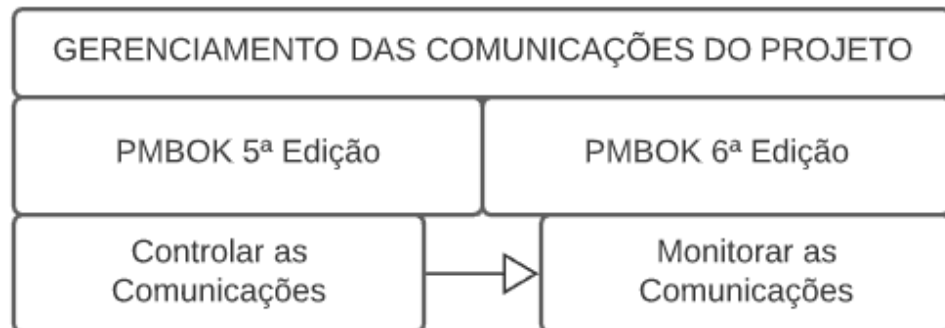 GERENCIAMENTO DAS COMUNICAÇÕES DO PROJETO
PMBOK 5ª Edição
PMBOK 6ª Edição
Controlar as
Comunicações
Monitorar as
Comunicações